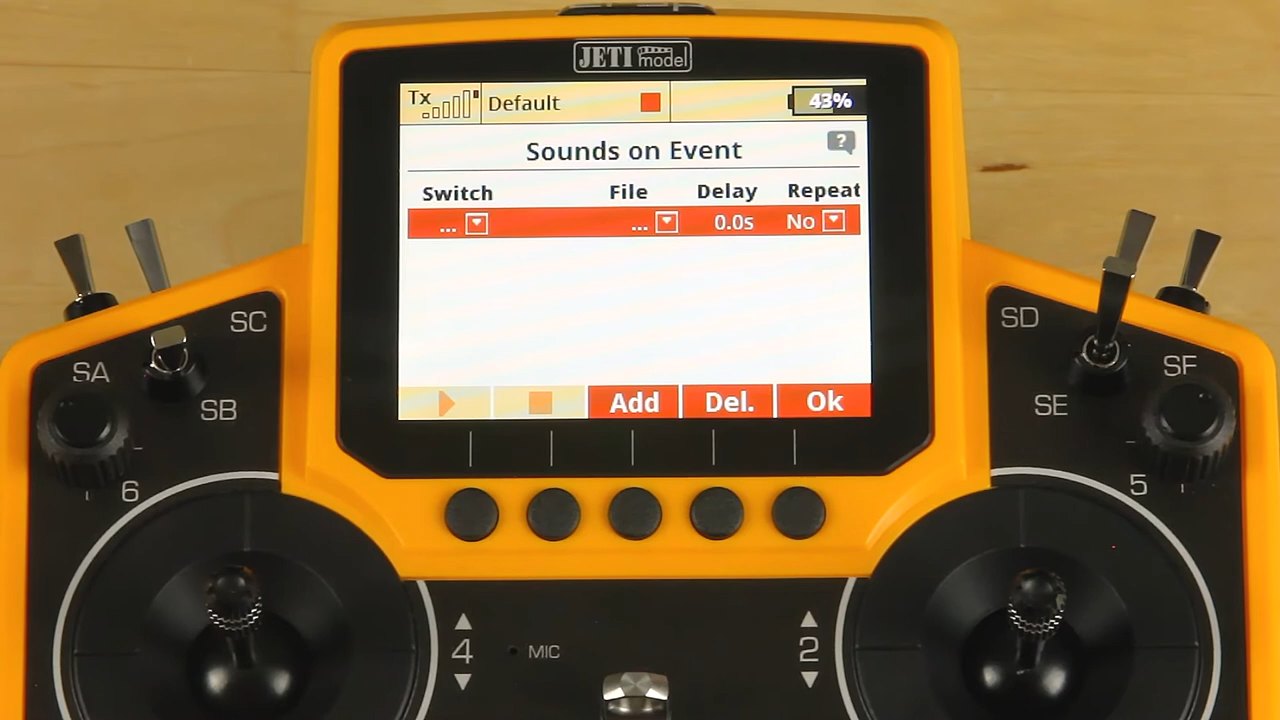 JETI model
Tx Default 43%
Sounds on Event ?
Switch File Delay Repeat
... ... 0.0s No
Add Del. Ok
SC
SA
SB
6
SD
SF
SE
5
4
MIC
2